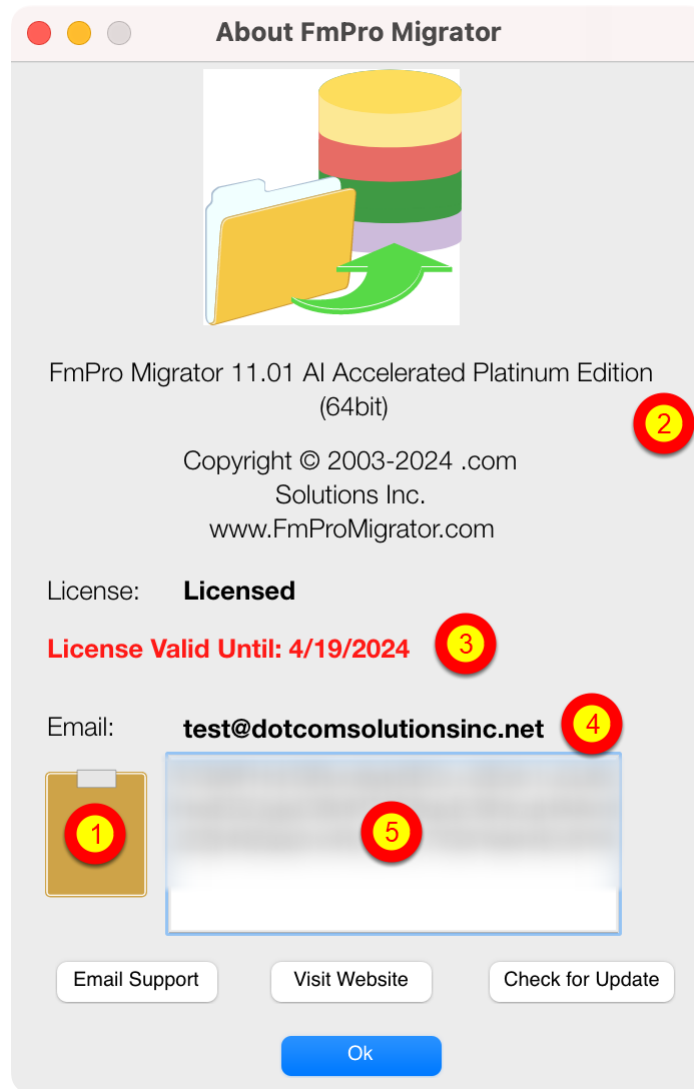 About FmPro Migrator
FmPro Migrator 11.01 AI Accelerated Platinum Edition
(64bit)
2
Copyright © 2003-2024 .com
Solutions Inc.
www.FmProMigrator.com
License: Licensed
License Valid Until: 4/19/2024 3
Email: test@dotcomsolutionsinc.net 4
1 5
Email Support Visit Website Check for Update
Ok